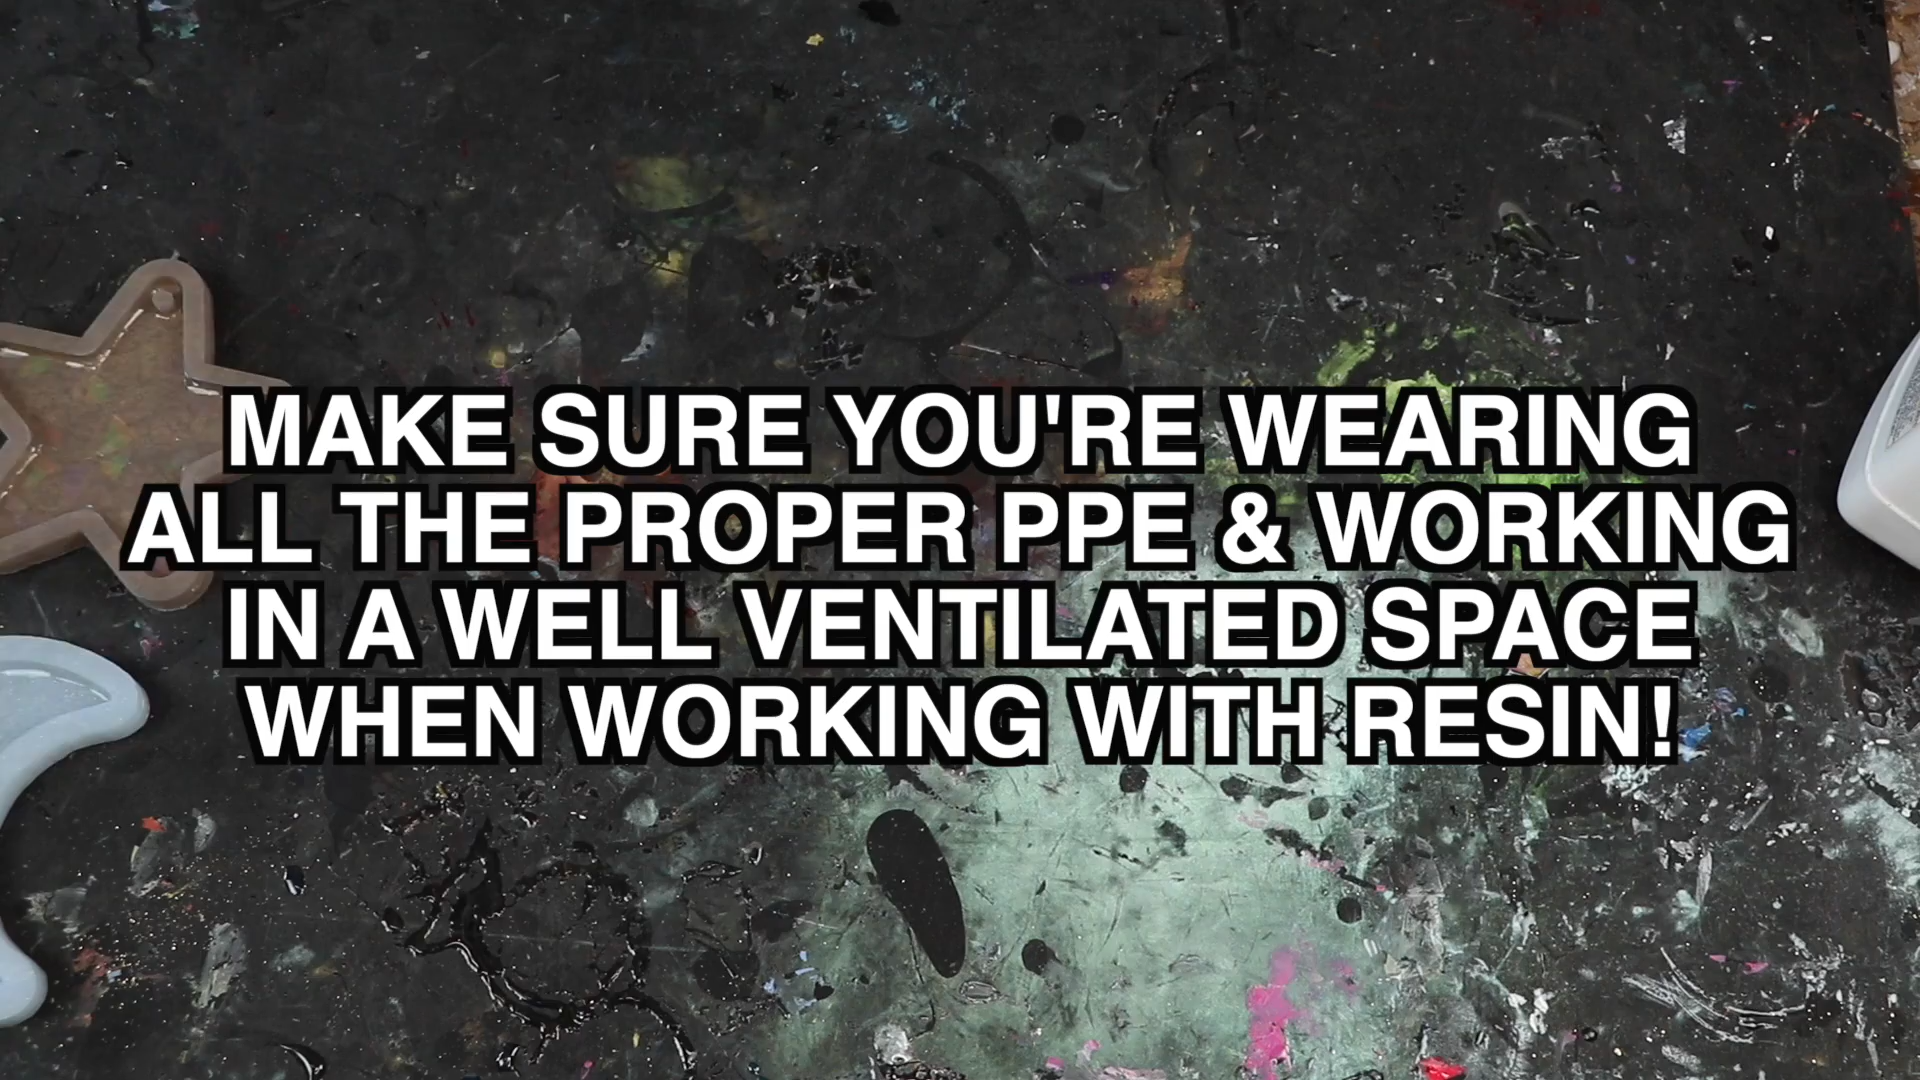 MAKE SURE YOU'RE WEARING
ALL THE PROPER PPE & WORKING
IN A WELL VENTILATED SPACE
WHEN WORKING WITH RESIN!